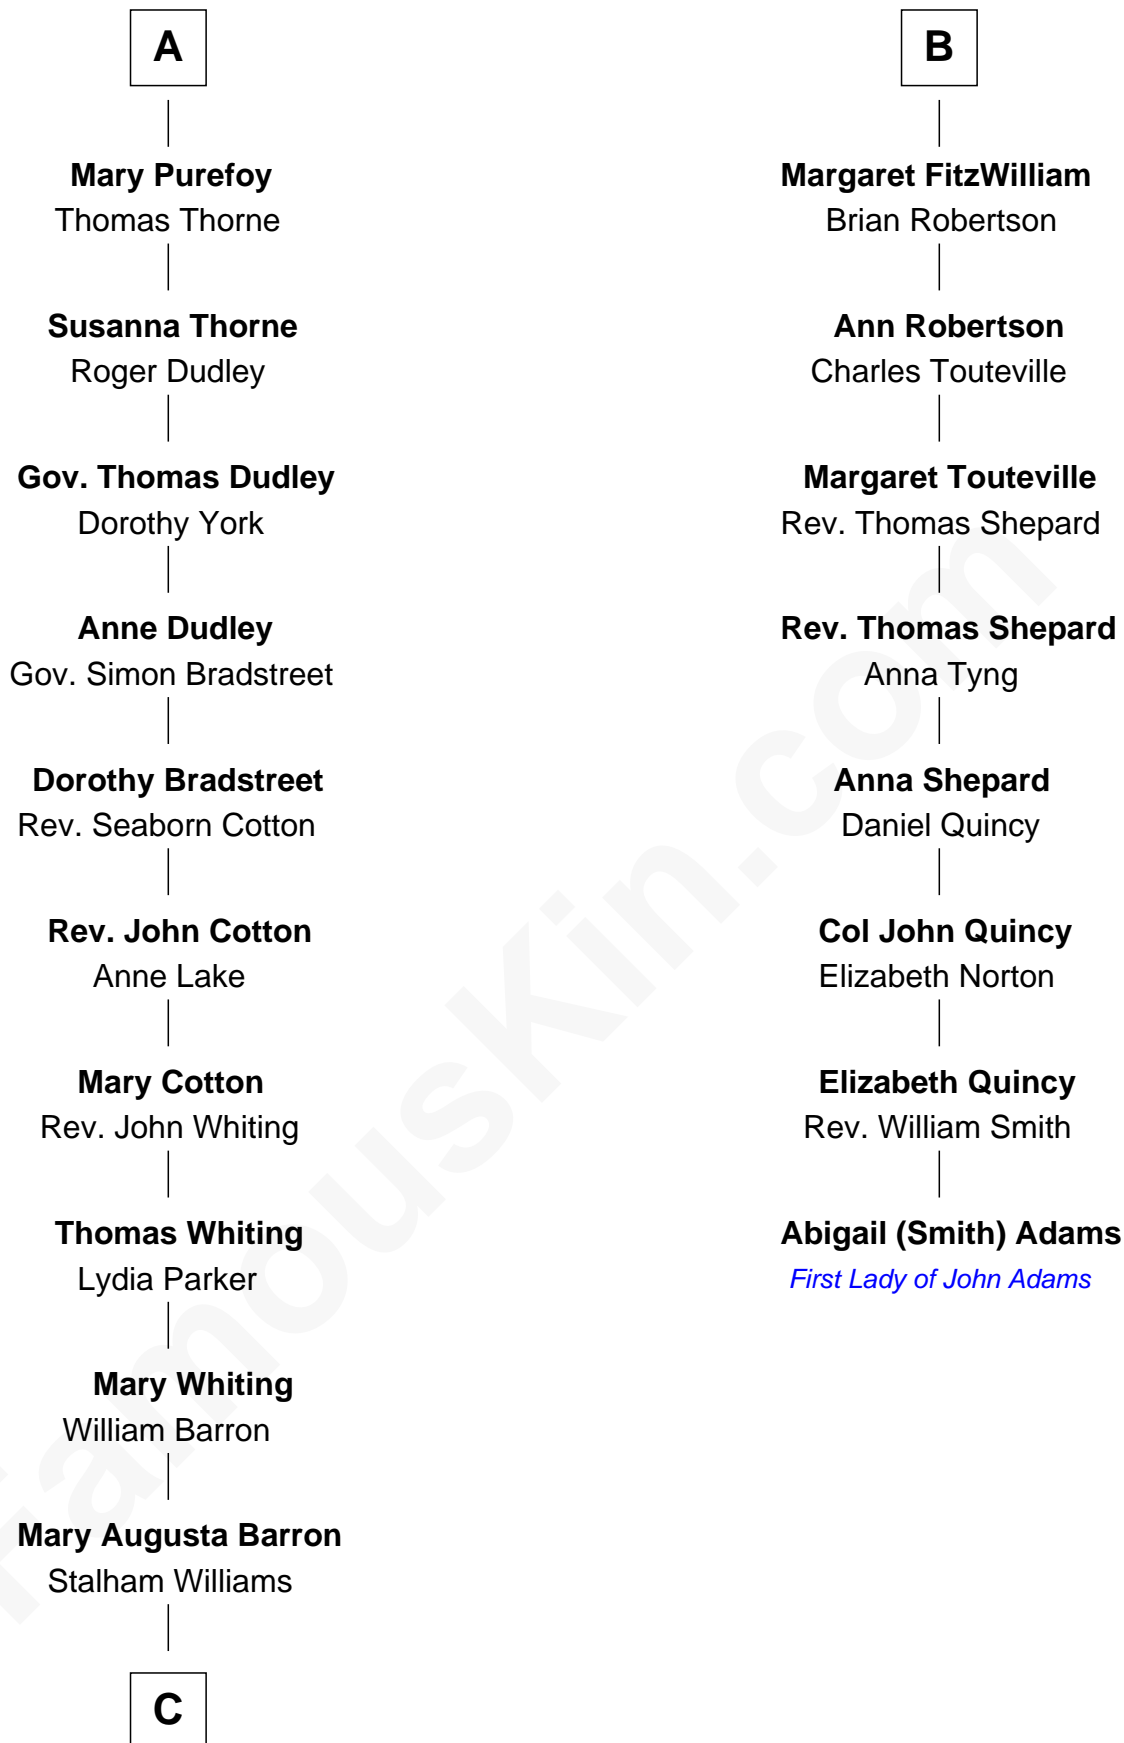 A
Mary Purefoy
Thomas Thorne
Susanna Thorne
Roger Dudley
Gov. Thomas Dudley
Dorothy York
Anne Dudley
Gov. Simon Bradstreet
Dorothy Bradstreet
Rev. Seaborn Cotton
Rev. John Cotton
Anne Lake
Mary Cotton
Rev. John Whiting
Thomas Whiting
Lydia Parker
Mary Whiting
William Barron
Mary Augusta Barron
Stalham Williams
C
B
Margaret FitzWilliam
Brian Robertson
Ann Robertson
Charles Touteville
Margaret Touteville
Rev. Thomas Shepard
Rev. Thomas Shepard
Anna Tyng
Anna Shepard
Daniel Quincy
Col John Quincy
Elizabeth Norton
Elizabeth Quincy
Rev. William Smith
Abigail (Smith) Adams
First Lady of John Adams
FamousKin.com